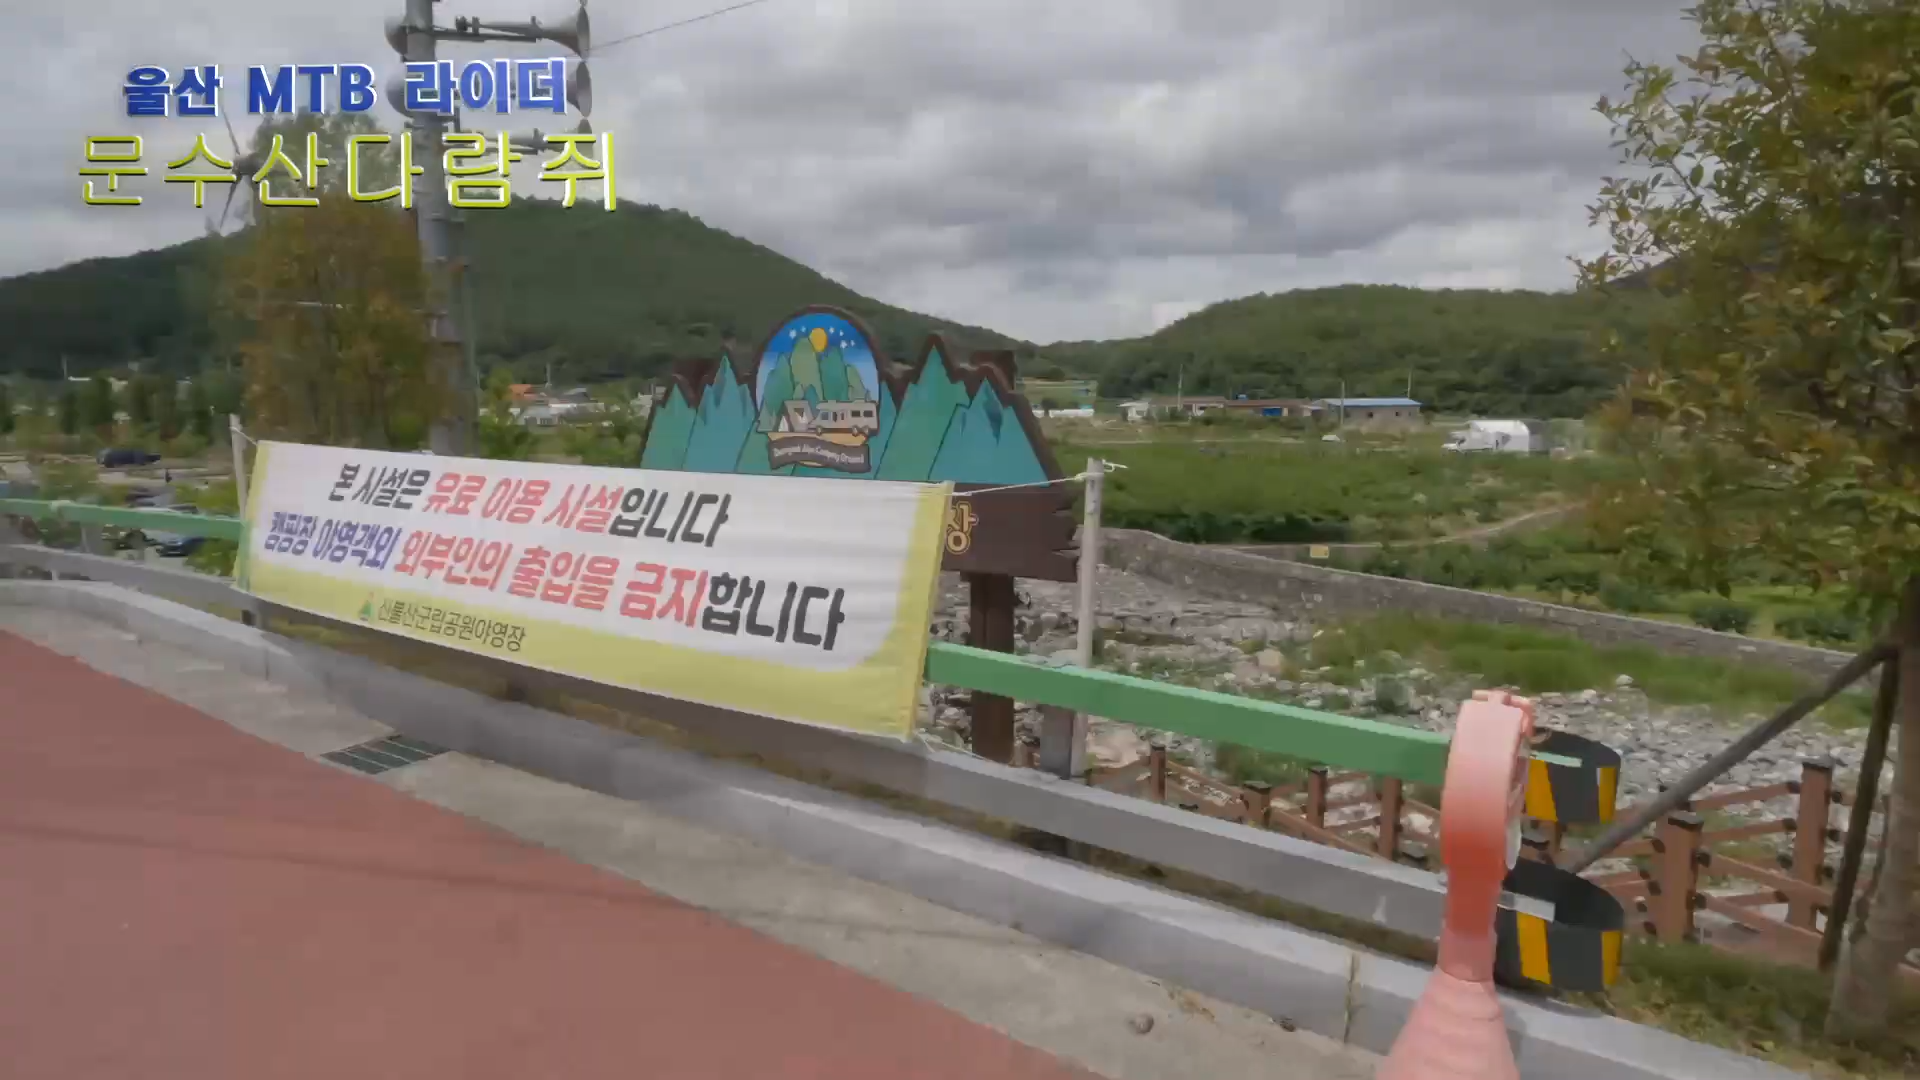 울산 MTB 라이더
문수산다람쥐
본 시설은 유료 이용 시설입니다
캠핑장 야영객외 외부인의 출입을 금지합니다
신불산군립공원야영장
장